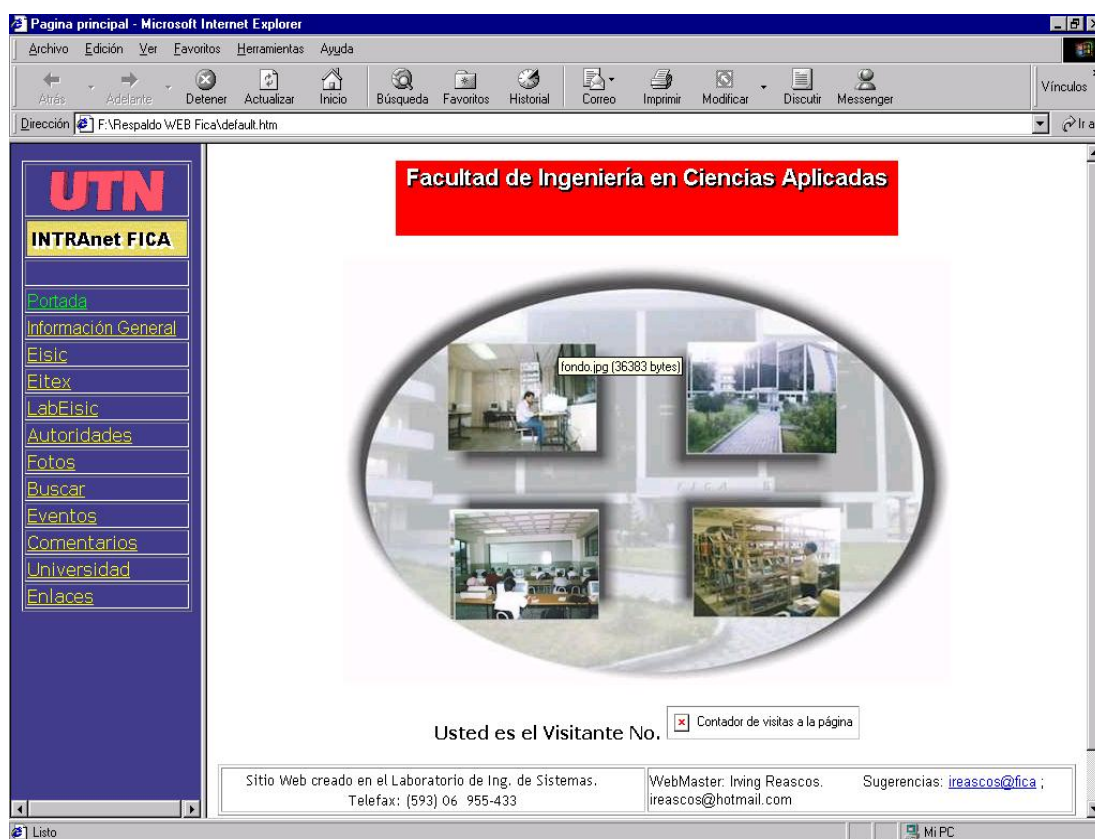 Pagina principal - Microsoft Internet Explorer
Archivo Edición Ver Favoritos Herramientas Ayuda
Atrás Adelante Detener Actualizar Inicio Búsqueda Favoritos Historial Correo Imprimir Modificar Discutir Messenger Vínculos
Dirección F:\Respaldo WEB Fica\default.htm Ir a
UTN
INTRAnet FICA
Portada
Información General
Eisic
Eitex
LabEisic
Autoridades
Fotos
Buscar
Eventos
Comentarios
Universidad
Enlaces
Facultad de Ingeniería en Ciencias Aplicadas
fondo.jpg (36383 bytes)
FICA
Usted es el Visitante No. Contador de visitas a la página
Sitio Web creado en el Laboratorio de Ing. de Sistemas.
Telefax: (593) 06 955-433
WebMaster: Irving Reascos. Sugerencias: ireascos@fica ;
ireascos@hotmail.com
Listo Mi PC